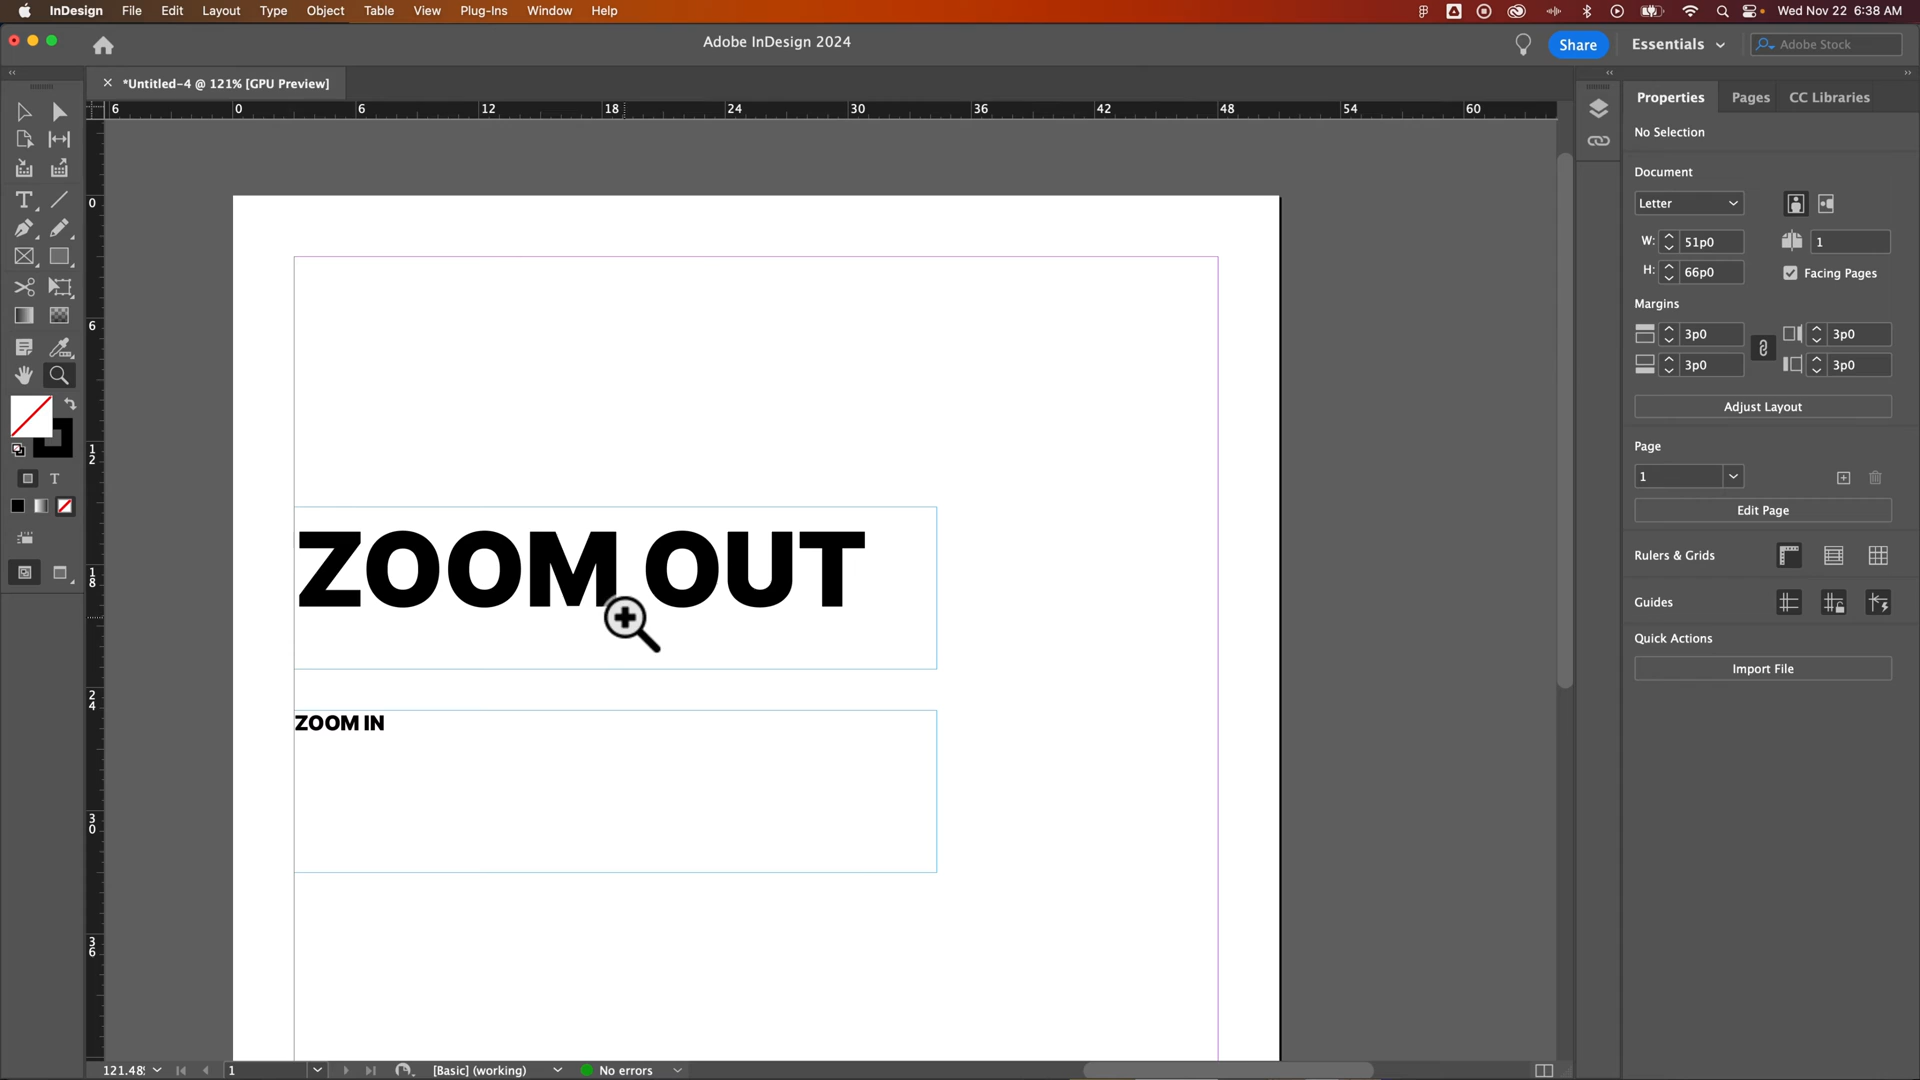 InDesign File Edit Layout Type Object Table View Plug-Ins Window Help Wed Nov 22 6:38 AM
Adobe InDesign 2024 Share Essentials Adobe Stock
*Untitled-4 @ 121% [GPU Preview]
6 0 6 12 18 24 30 36 42 48 54 60
0
6
12
18
24
30
36
ZOOM OUT
ZOOM IN
Properties Pages CC Libraries
No Selection
Document
Letter
W: 51p0 1
H: 66p0 Facing Pages
Margins
3p0 3p0
3p0 3p0
Adjust Layout
Page
1
Edit Page
Rulers & Grids
Guides
Quick Actions
Import File
1 [Basic] (working) No errors